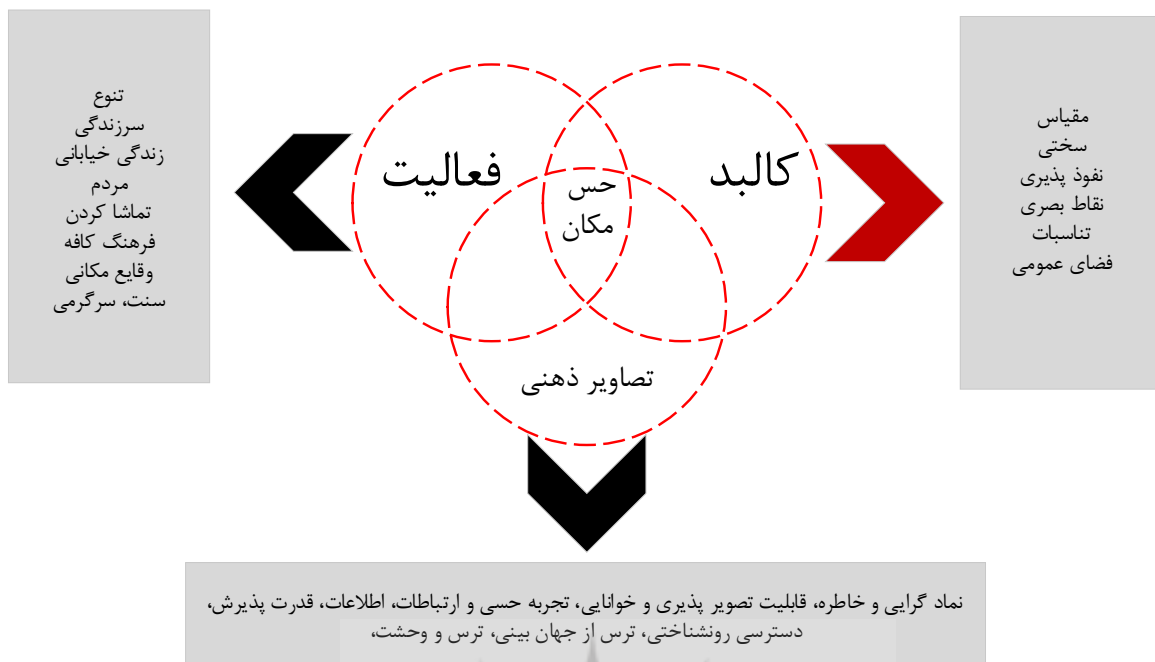 تنوع
سرزندگی
زندگی خیابانی
مردم
تماشا کردن
فرهنگ کافه
وقایع مکانی
سنت، سرگرمی
فعالیت
حس
مکان
کالبد
تصاویر ذهنی
مقیاس
سختی
نفوذ پذیری
نقاط بصری
تناسبات
فضای عمومی
نماد گرایی و خاطره، قابلیت تصویر پذیری و خوانایی، تجربه حسی و ارتباطات، اطلاعات، قدرت پذیرش،
دسترسی رونشناختی، ترس از جهان بینی، ترس و وحشت،